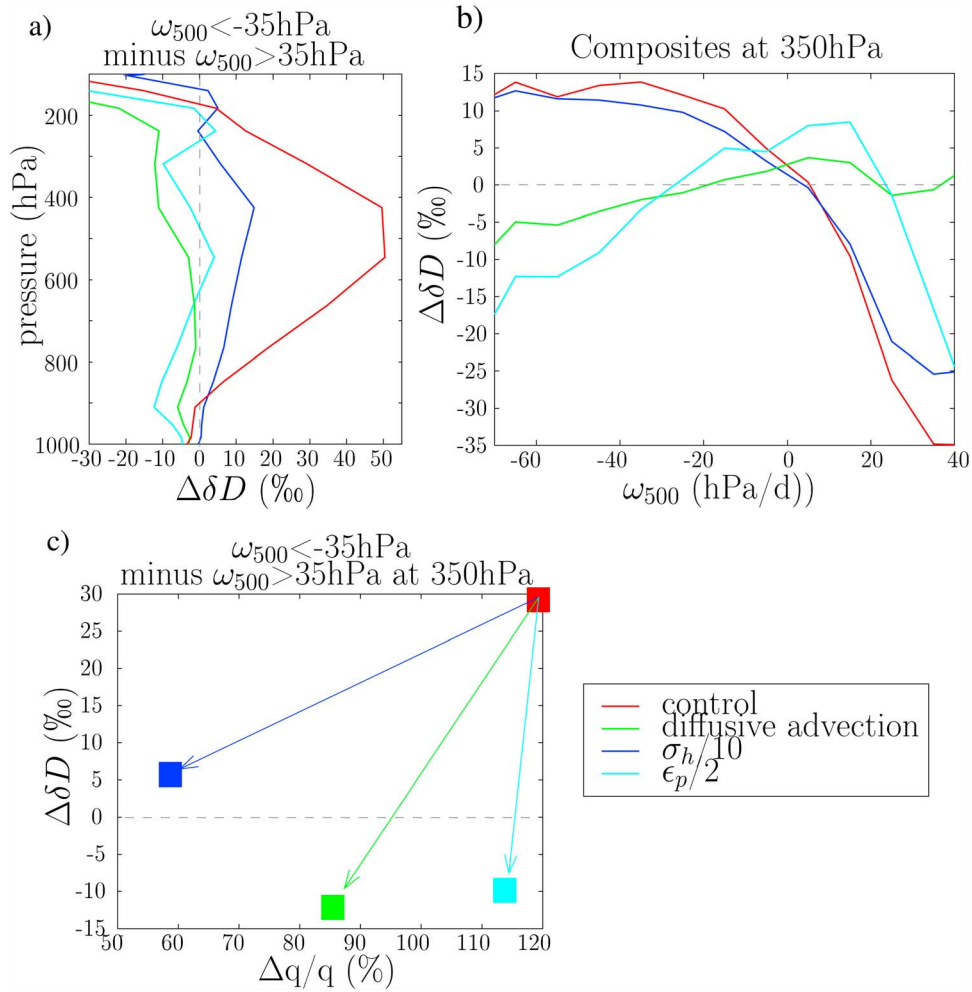 a)
ω500<-35hPa
minus ω500>35hPa
pressure (hPa)
200
400
600
800
1000
-30 -20 -10 0 10 20 30 40 50
ΔδD (‰)
b)
Composites at 350hPa
ΔδD (‰)
15
10
5
0
-5
-10
-15
-20
-25
-30
-35
-60 -40 -20 0 20 40
ω500 (hPa/d))
c)
ω500<-35hPa
minus ω500>35hPa at 350hPa
ΔδD (‰)
30
25
20
15
10
5
0
-5
-10
-15
50 60 70 80 90 100 110 120
Δq/q (%)
control
diffusive advection
σh/10
ϵp/2